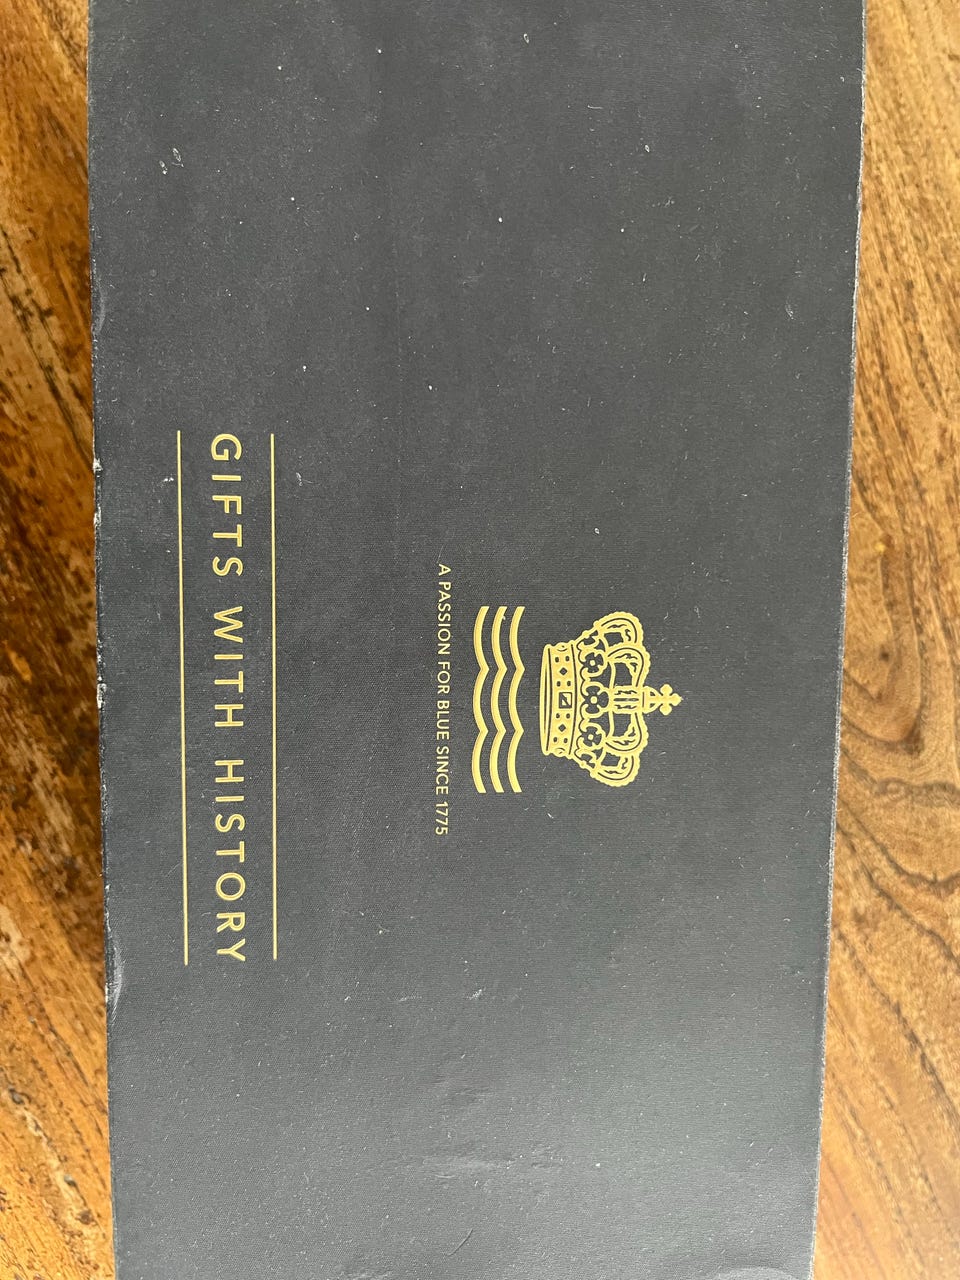 A PASSION FOR BLUE SINCE 1775
GIFTS WITH HISTORY